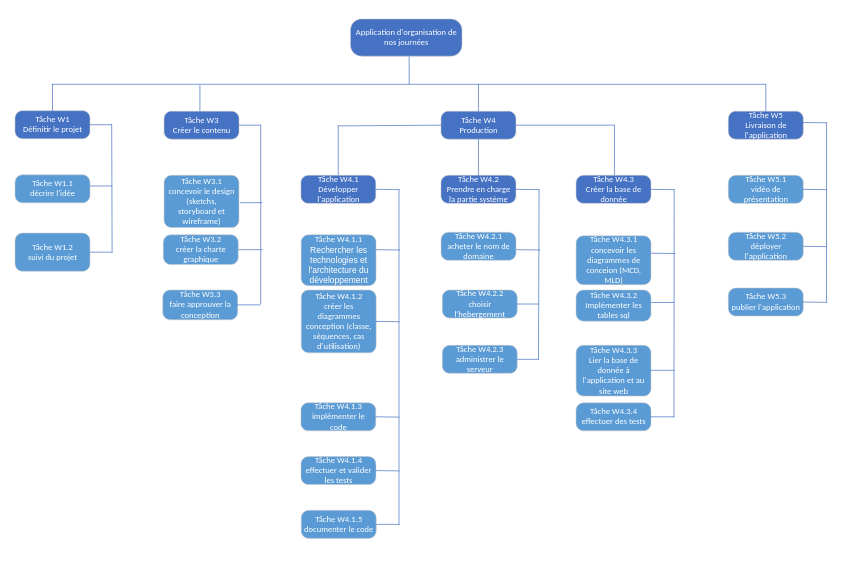 Application d'organisation de
nos journées
Tâche W1
Définitir le projet
Tâche W1.1
décrire l'idée
Tâche W1.2
suivi du projet
Tâche W3
Créer le contenu
Tâche W3.1
concevoir le design
(sketchs,
storyboard et
wireframe)
Tâche W3.2
créer la charte
graphique
Tâche W3.3
faire approuver la
conception
Tâche W4
Production
Tâche W4.1
Développer
l'application
Tâche W4.1.1
Rechercher les
technologies et
l'architecture du
développement
Tâche W4.1.2
créer les
diagrammes
conception (classe,
séquences, cas
d'utilisation)
Tâche W4.1.3
implémenter le
code
Tâche W4.1.4
effectuer et valider
les tests
Tâche W4.1.5
documenter le code
Tâche W4.2
Prendre en charge
la partie système
Tâche W4.2.1
acheter le nom de
domaine
Tâche W4.2.2
choisir
l'hebergement
Tâche W4.2.3
administrer le
serveur
Tâche W4.3
Créer la base de
donnée
Tâche W4.3.1
concevoir les
diagrammes de
conceion (MCD,
MLD)
Tâche W4.3.2
Implémenter les
tables sql
Tâche W4.3.3
Lier la base de
donnée à
l'application et au
site web
Tâche W4.3.4
effectuer des tests
Tâche W5
Livraison de
l'application
Tâche W5.1
vidéo de
présentation
Tâche W5.2
déployer
l'application
Tâche W5.3
publier l'application